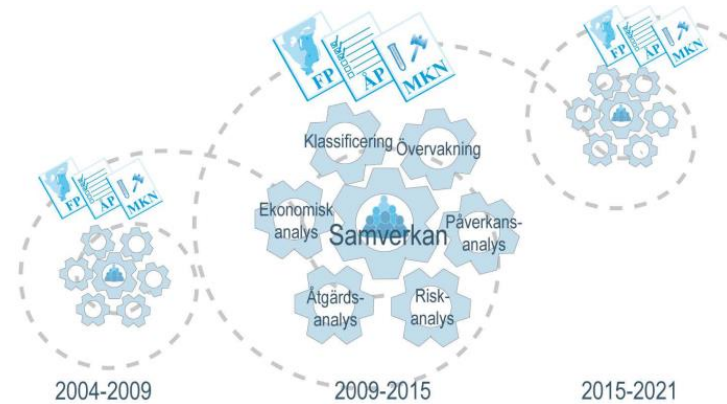 FP ÅP MKN
FP ÅP MKN
FP ÅP MKN
Klassificering
Övervakning
Ekonomisk
analys
Samverkan
Påverkans-
analys
Åtgärds-
analys
Risk-
analys
2004-2009
2009-2015
2015-2021